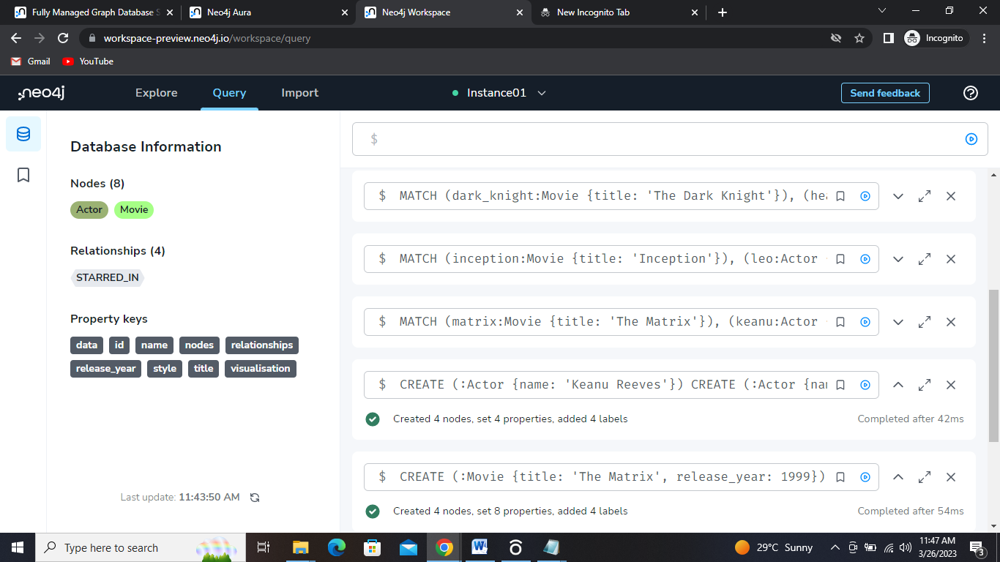 Fully Managed Graph Database S
Neo4j Aura
Neo4j Workspace
New Incognito Tab
workspace-preview.neo4j.io/workspace/query
Incognito
Gmail
YouTube
neo4j
Explore
Query
Import
Instance01
Send feedback
?
Database Information
Nodes (8)
Actor
Movie
Relationships (4)
STARRED_IN
Property keys
data id name nodes relationships
release_year style title visualisation
Last update: 11:43:50 AM
$
$ MATCH (dark_knight:Movie {title: 'The Dark Knight'}), (hea
$ MATCH (inception:Movie {title: 'Inception'}), (leo:Actor
$ MATCH (matrix:Movie {title: 'The Matrix'}), (keanu:Actor
$ CREATE (:Actor {name: 'Keanu Reeves'}) CREATE (:Actor {nam
Created 4 nodes, set 4 properties, added 4 labels
Completed after 42ms
$ CREATE (:Movie {title: 'The Matrix', release_year: 1999})
Created 4 nodes, set 8 properties, added 4 labels
Completed after 54ms
Type here to search
29°C Sunny
11:47 AM
3/26/2023
3